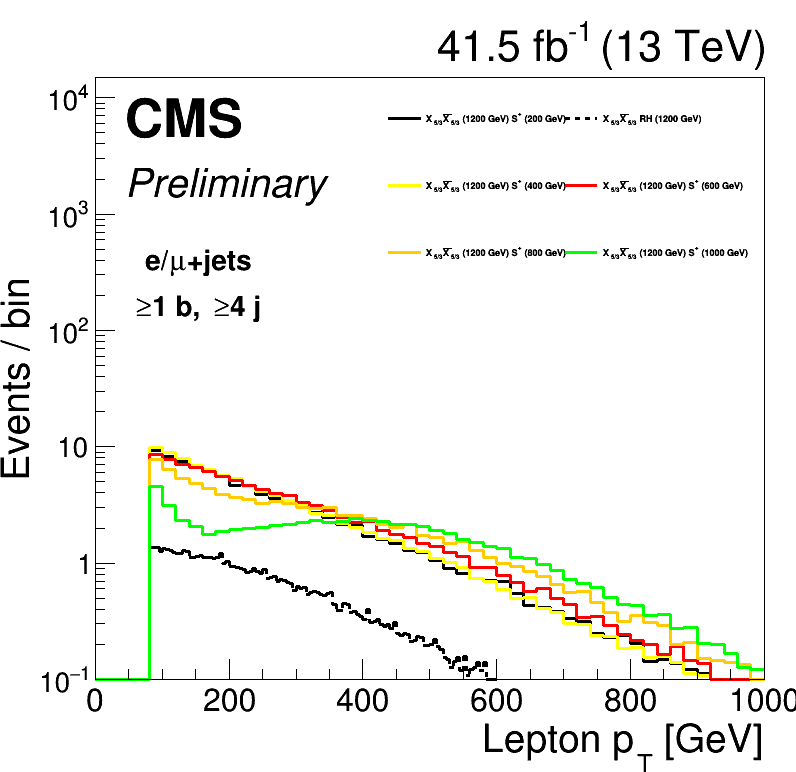 41.5 fb⁻¹ (13 TeV)
CMS
Preliminary
e/μ+jets
≥1 b, ≥4 j
X₅/₃X̅₅/₃ (1200 GeV) S⁺ (200 GeV)
X₅/₃X̅₅/₃ RH (1200 GeV)
X₅/₃X̅₅/₃ (1200 GeV) S⁺ (400 GeV)
X₅/₃X̅₅/₃ (1200 GeV) S⁺ (600 GeV)
X₅/₃X̅₅/₃ (1200 GeV) S⁺ (800 GeV)
X₅/₃X̅₅/₃ (1200 GeV) S⁺ (1000 GeV)
Events / bin
10⁴
10³
10²
10
1
10⁻¹
0 200 400 600 800 1000
Lepton p_T [GeV]